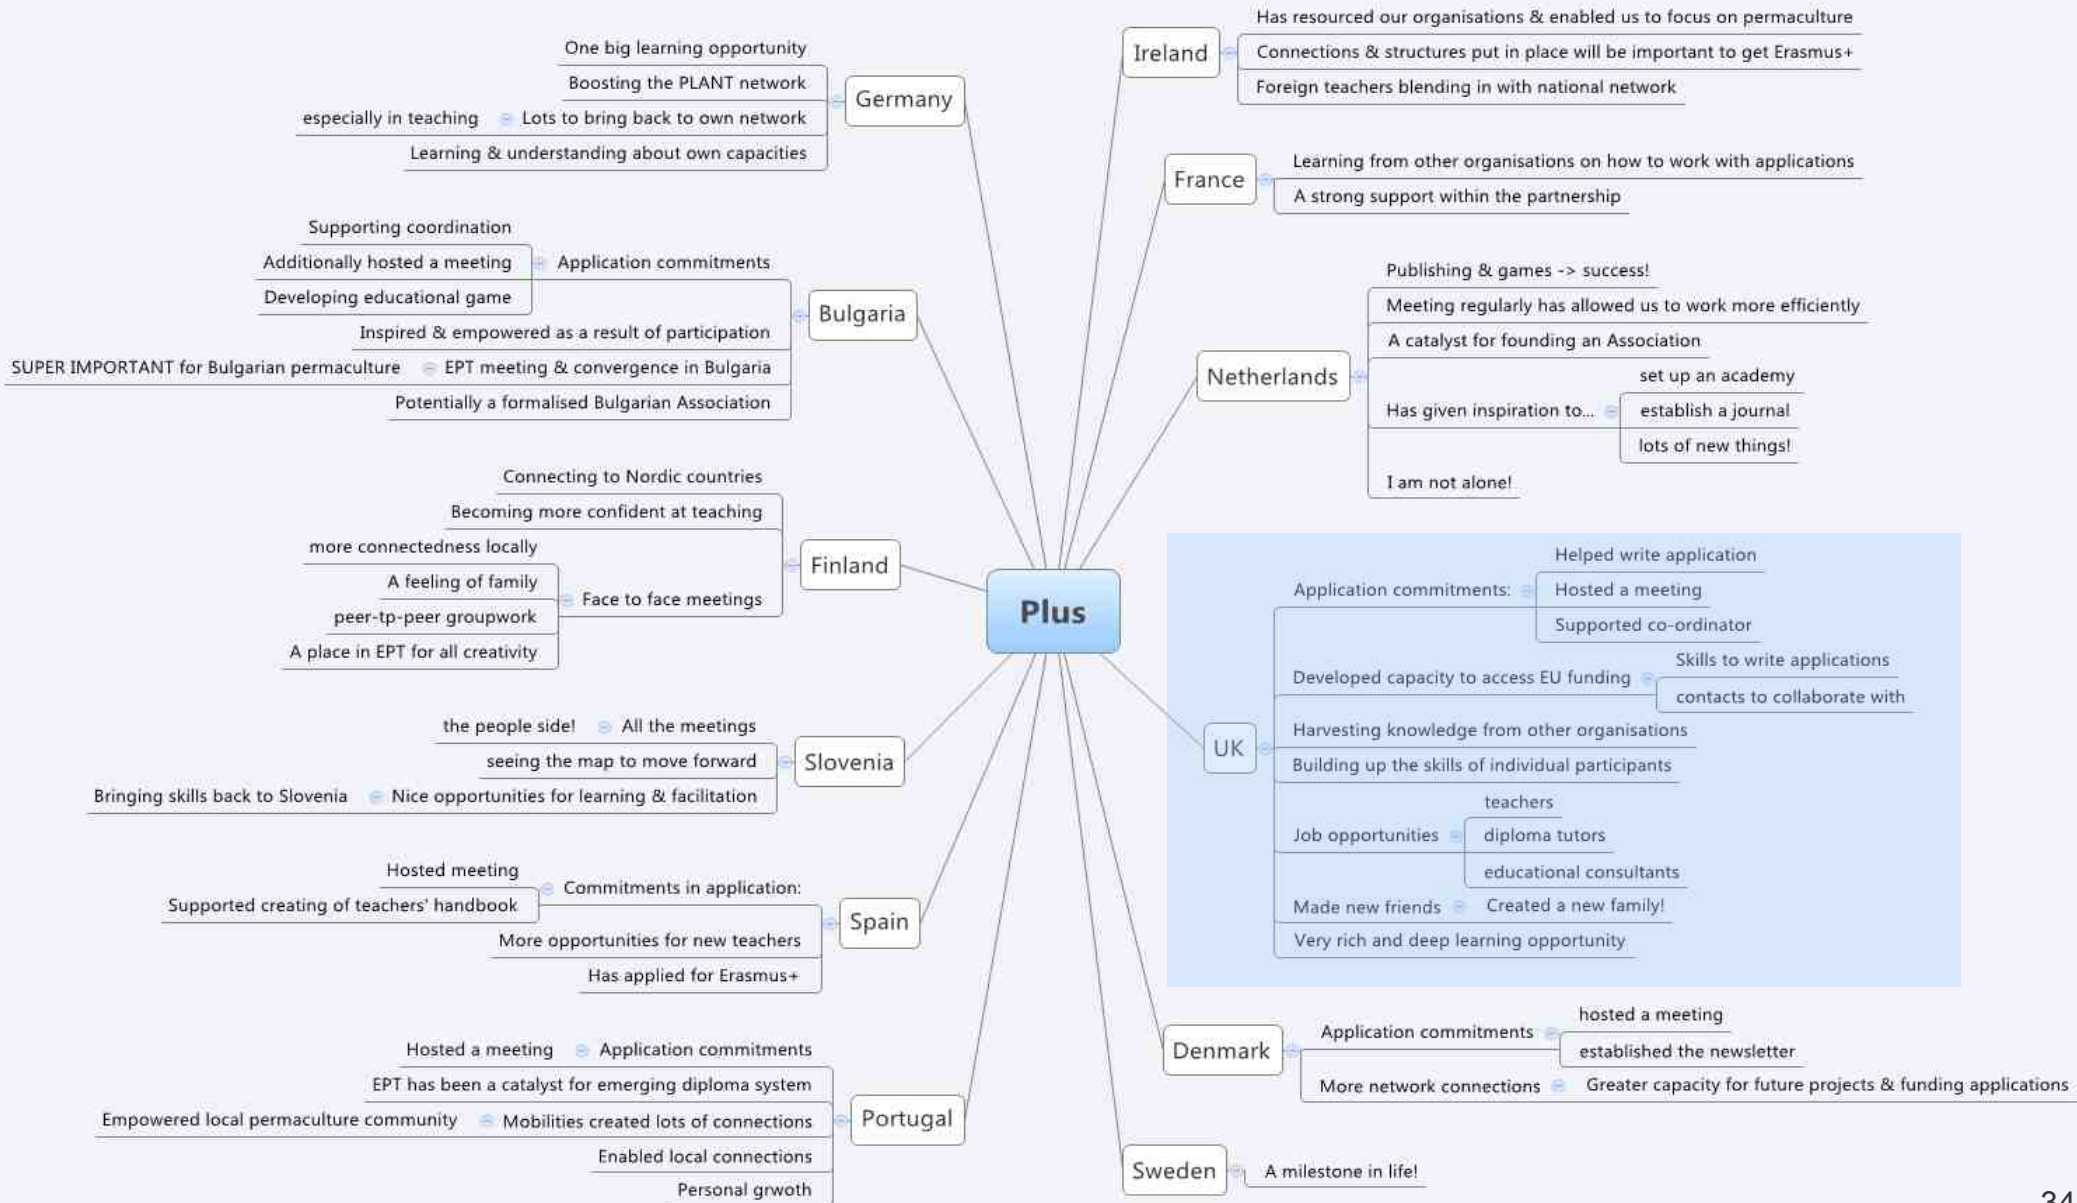 Plus
Ireland
Has resourced our organisations & enabled us to focus on permaculture
Connections & structures put in place will be important to get Erasmus+
Foreign teachers blending in with national network
France
Learning from other organisations on how to work with applications
A strong support within the partnership
Netherlands
Publishing & games -> success!
Meeting regularly has allowed us to work more efficiently
A catalyst for founding an Association
Has given inspiration to...
set up an academy
establish a journal
lots of new things!
I am not alone!
UK
Application commitments:
Helped write application
Hosted a meeting
Supported co-ordinator
Developed capacity to access EU funding
Skills to write applications
contacts to collaborate with
Harvesting knowledge from other organisations
Building up the skills of individual participants
Job opportunities
teachers
diploma tutors
educational consultants
Made new friends
Created a new family!
Very rich and deep learning opportunity
Denmark
Application commitments
hosted a meeting
established the newsletter
More network connections
Greater capacity for future projects & funding applications
Sweden
A milestone in life!
Germany
One big learning opportunity
Boosting the PLANT network
Lots to bring back to own network
especially in teaching
Learning & understanding about own capacities
Bulgaria
Application commitments
Supporting coordination
Additionally hosted a meeting
Developing educational game
Inspired & empowered as a result of participation
EPT meeting & convergence in Bulgaria
SUPER IMPORTANT for Bulgarian permaculture
Potentially a formalised Bulgarian Association
Finland
Connecting to Nordic countries
Becoming more confident at teaching
Face to face meetings
more connectedness locally
A feeling of family
peer-tp-peer groupwork
A place in EPT for all creativity
Slovenia
All the meetings
the people side!
seeing the map to move forward
Nice opportunities for learning & facilitation
Bringing skills back to Slovenia
Spain
Commitments in application:
Hosted meeting
Supported creating of teachers' handbook
More opportunities for new teachers
Has applied for Erasmus+
Portugal
Application commitments
Hosted a meeting
EPT has been a catalyst for emerging diploma system
Mobilities created lots of connections
Empowered local permaculture community
Enabled local connections
Personal grwoth
34